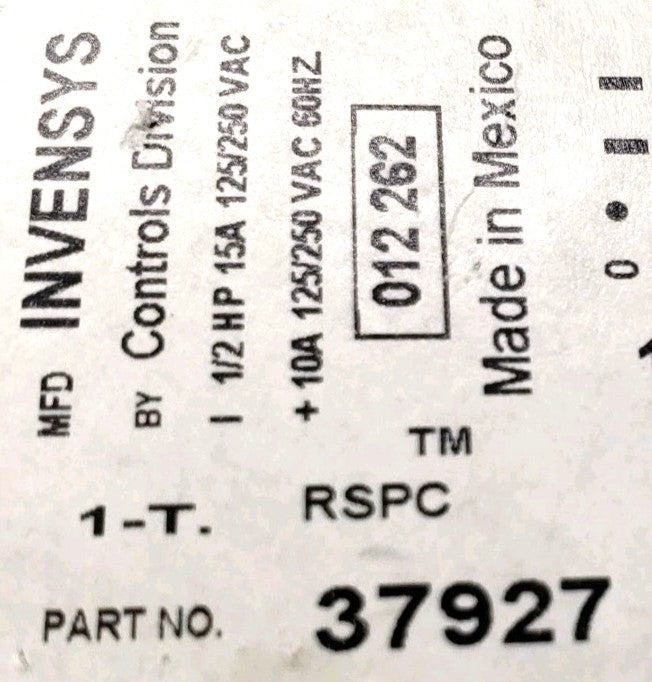 MFD INVENSYS
BY Controls Division
I 1/2 HP 15A 125/250 VAC
+ 10A 125/250 VAC 60HZ
012 262
Made in Mexico
0
TM
1-T. RSPC
PART NO. 37927